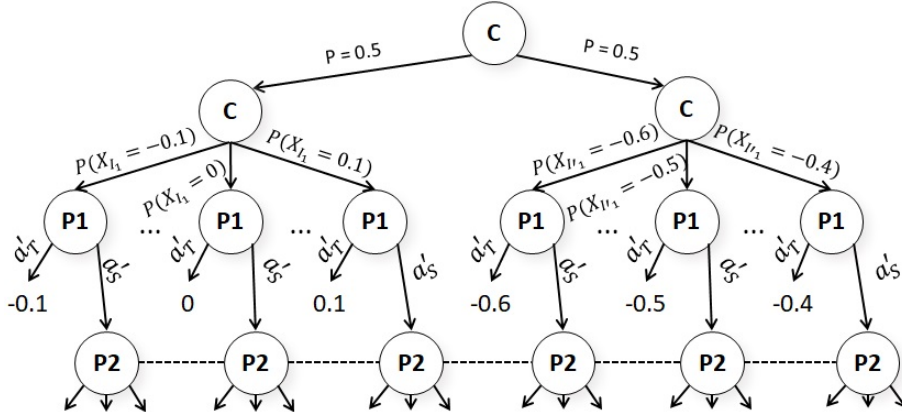 C
P = 0.5
P = 0.5
C
C
P(X_{I_1} = −0.1)
P(X_{I_1} = 0)
P(X_{I_1} = 0.1)
P(X_{I''_1} = −0.6)
P(X_{I''_1} = −0.5)
P(X_{I''_1} = −0.4)
P1 ... P1 ... P1 P1 ... P1 ... P1
a'_T a'_S a'_T a'_S a'_T a'_S a'_T a'_S a'_T a'_S a'_T a'_S
-0.1 0 0.1 -0.6 -0.5 -0.4
P2 P2 P2 P2 P2 P2